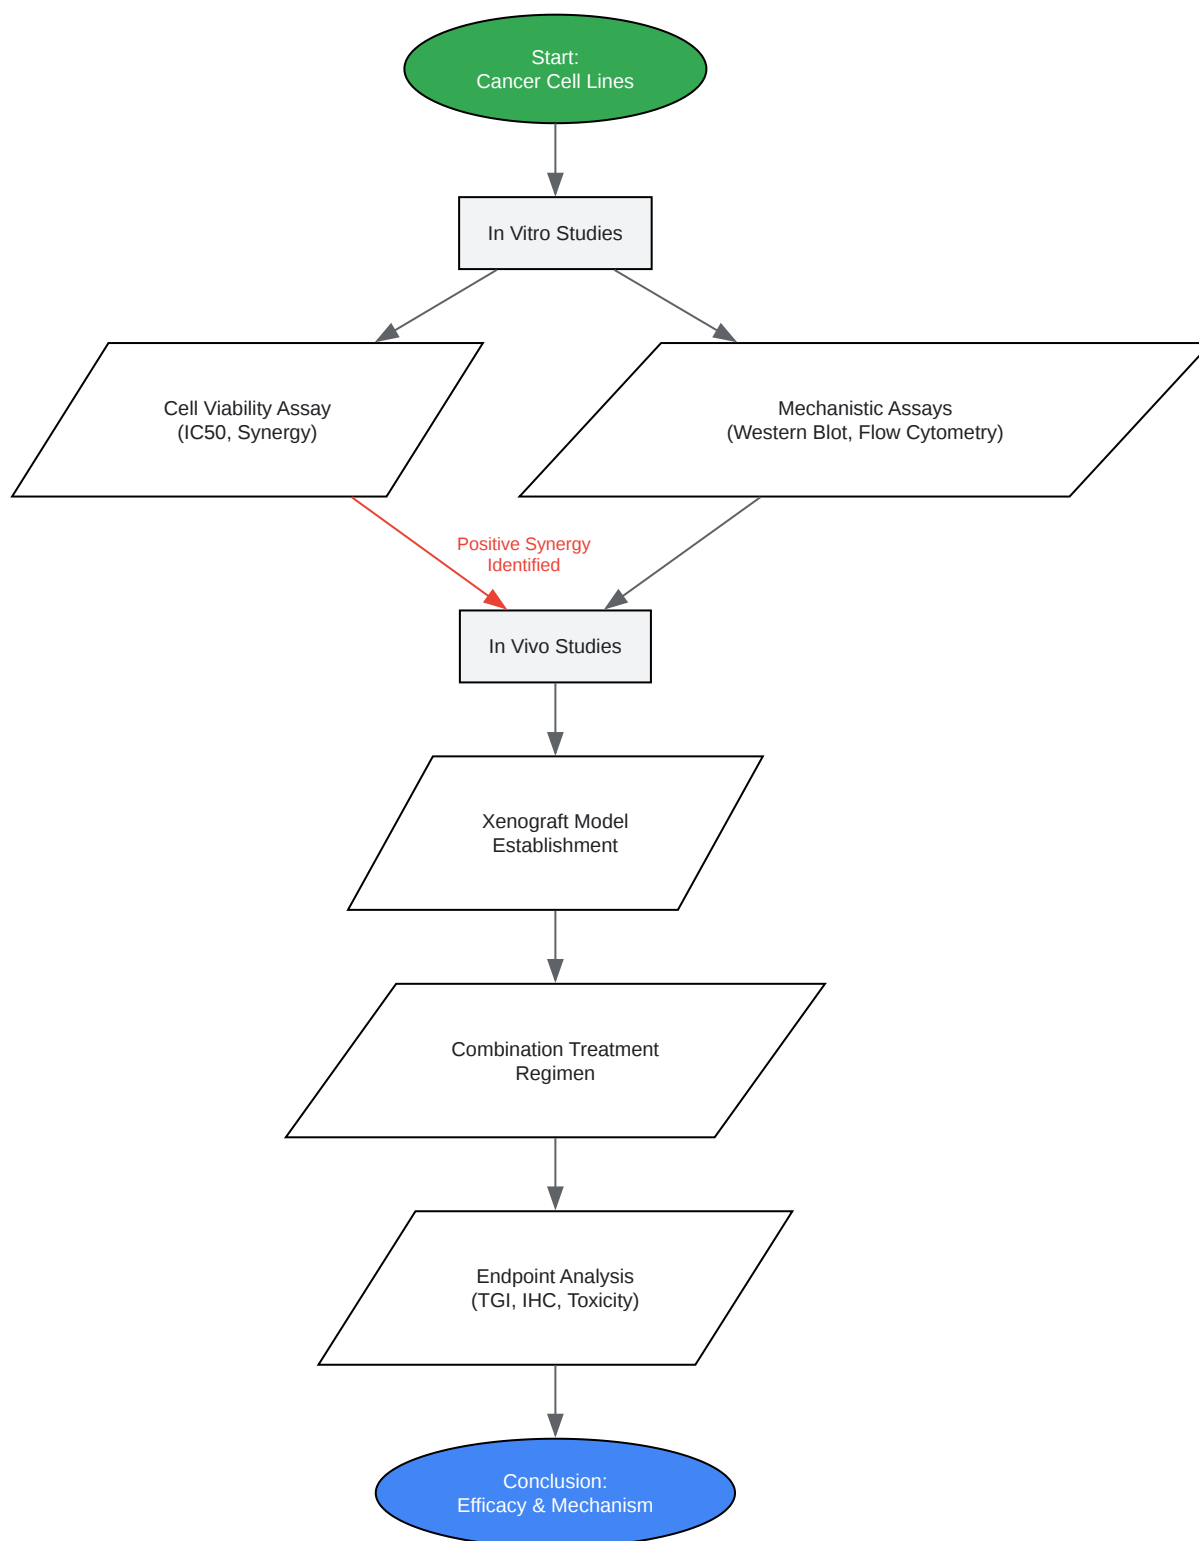 Start:
Cancer Cell Lines
In Vitro Studies
Cell Viability Assay
(IC50, Synergy)
Mechanistic Assays
(Western Blot, Flow Cytometry)
Positive Synergy
Identified
In Vivo Studies
Xenograft Model
Establishment
Combination Treatment
Regimen
Endpoint Analysis
(TGI, IHC, Toxicity)
Conclusion:
Efficacy & Mechanism